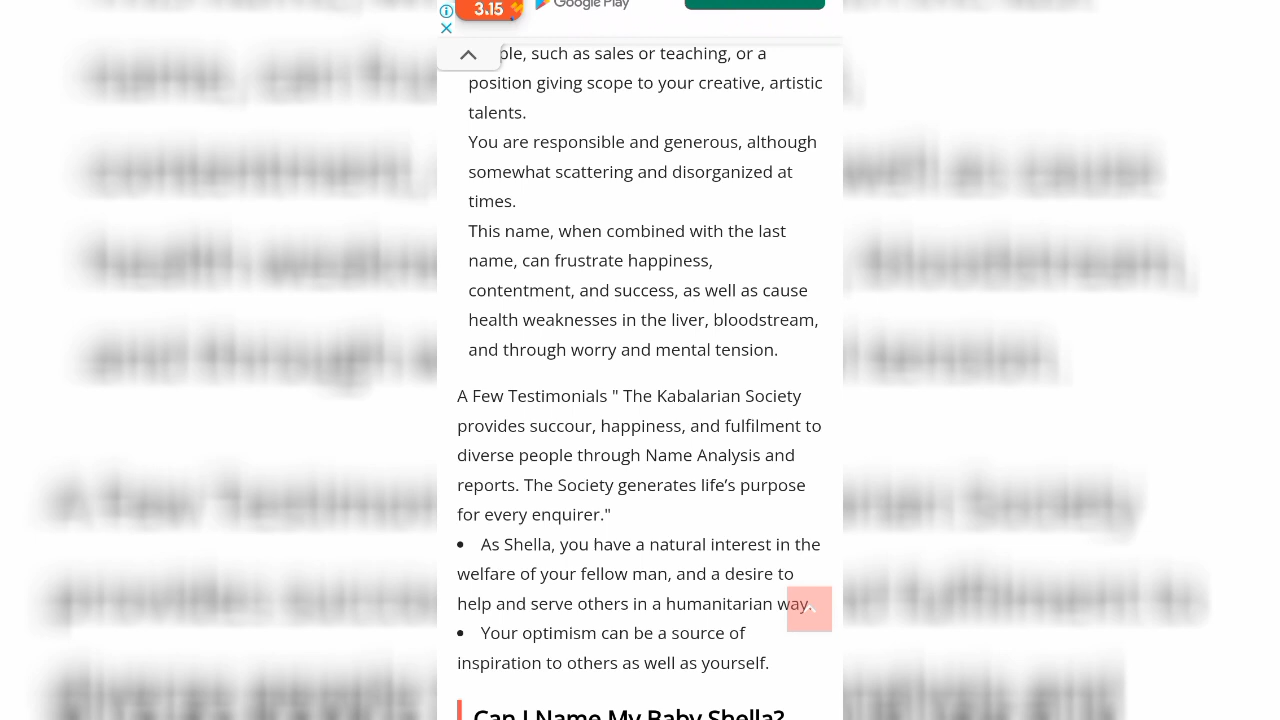 3.15
Google Play
ple, such as sales or teaching, or a
position giving scope to your creative, artistic
talents.
You are responsible and generous, although
somewhat scattering and disorganized at
times.
This name, when combined with the last
name, can frustrate happiness,
contentment, and success, as well as cause
health weaknesses in the liver, bloodstream,
and through worry and mental tension.
A Few Testimonials " The Kabalarian Society
provides succour, happiness, and fulfilment to
diverse people through Name Analysis and
reports. The Society generates life’s purpose
for every enquirer."
• As Shella, you have a natural interest in the
welfare of your fellow man, and a desire to
help and serve others in a humanitarian way.
• Your optimism can be a source of
inspiration to others as well as yourself.
Can I Name My Baby Shella?